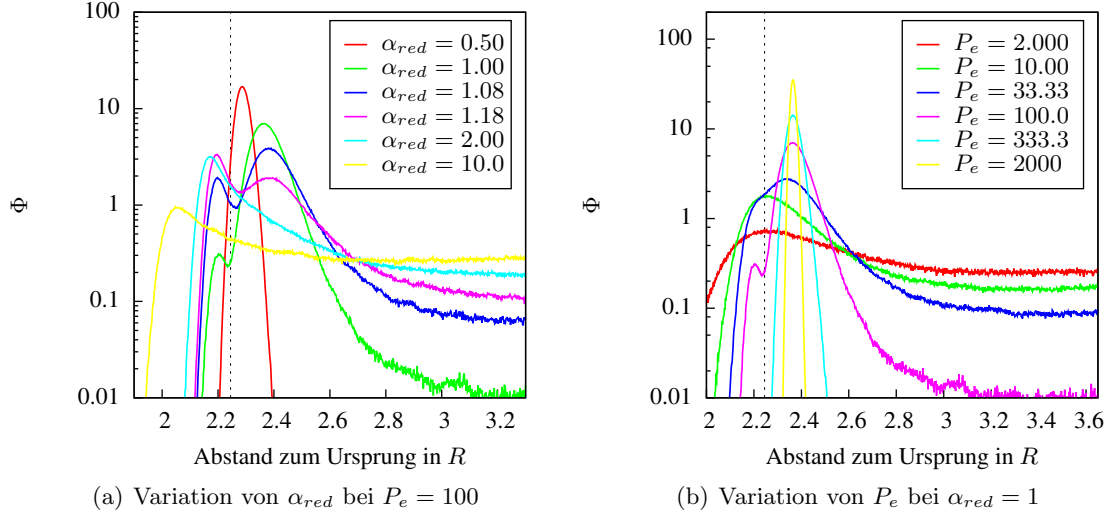 100
10
1
0.1
0.01
Φ
2
2.2
2.4
2.6
2.8
3
3.2
Abstand zum Ursprung in R
α_red = 0.50
α_red = 1.00
α_red = 1.08
α_red = 1.18
α_red = 2.00
α_red = 10.0
(a) Variation von α_red bei P_e = 100
100
10
1
0.1
0.01
Φ
2
2.2
2.4
2.6
2.8
3
3.2
3.4
3.6
Abstand zum Ursprung in R
P_e = 2.000
P_e = 10.00
P_e = 33.33
P_e = 100.0
P_e = 333.3
P_e = 2000
(b) Variation von P_e bei α_red = 1